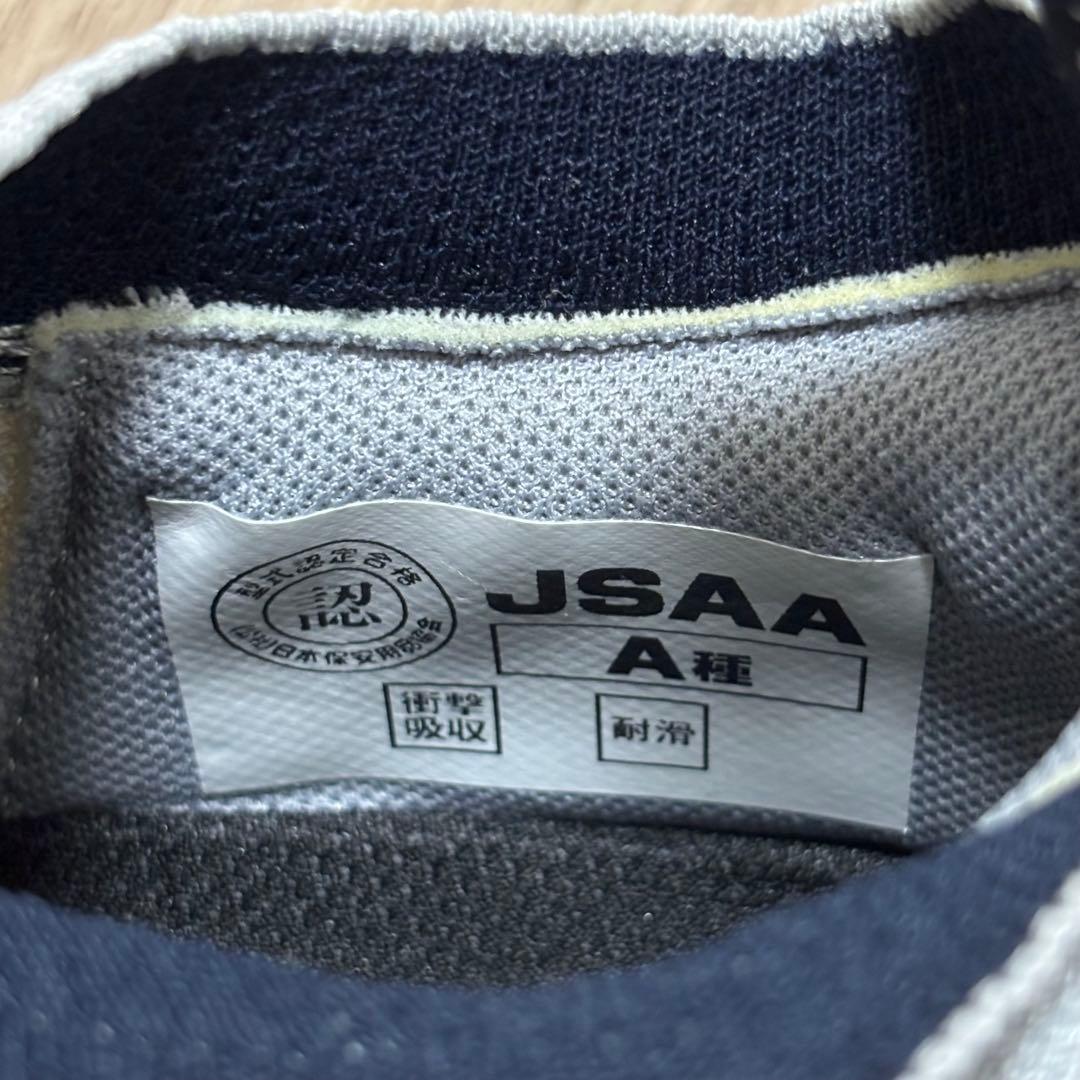 型式認定合格
認
(公社)日本保安用品協会
JSAA
A種
衝撃
吸収
耐滑